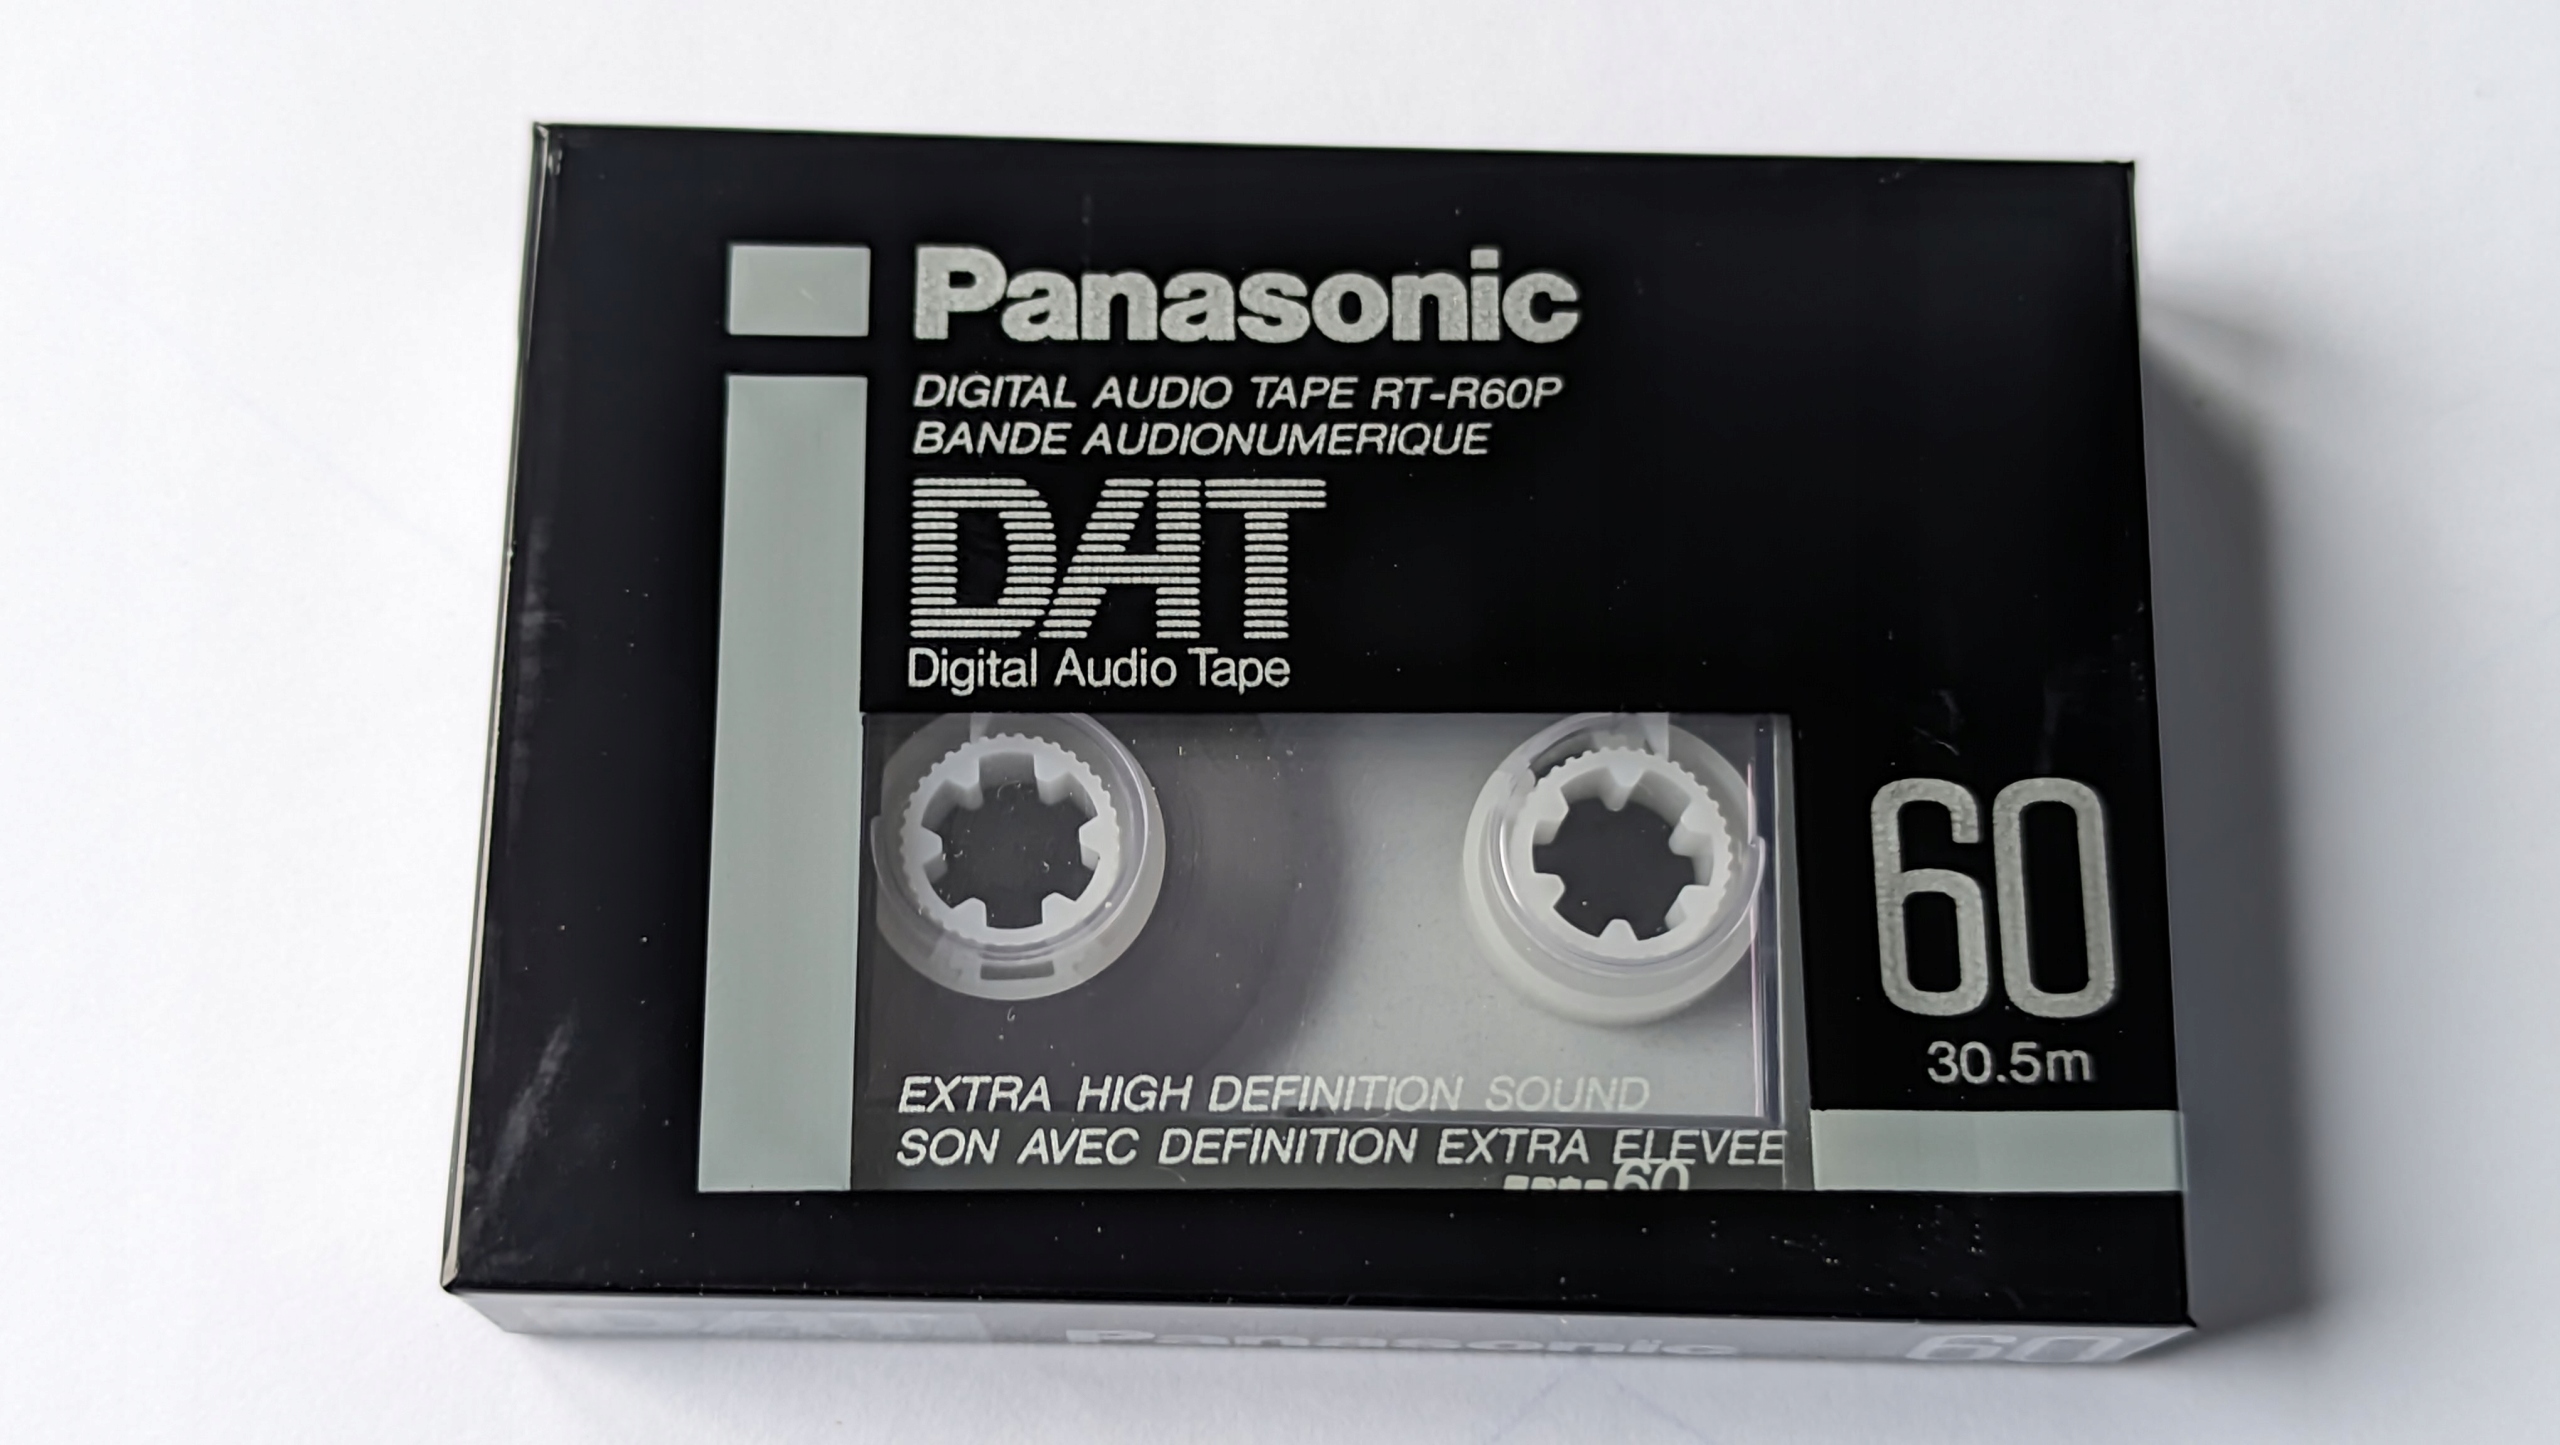 Panasonic
DIGITAL AUDIO TAPE RT-R60P
BANDE AUDIONUMERIQUE
DAT
Digital Audio Tape
60
30.5m
EXTRA HIGH DEFINITION SOUND
SON AVEC DEFINITION EXTRA ELEVEE
60
Panasonic
60